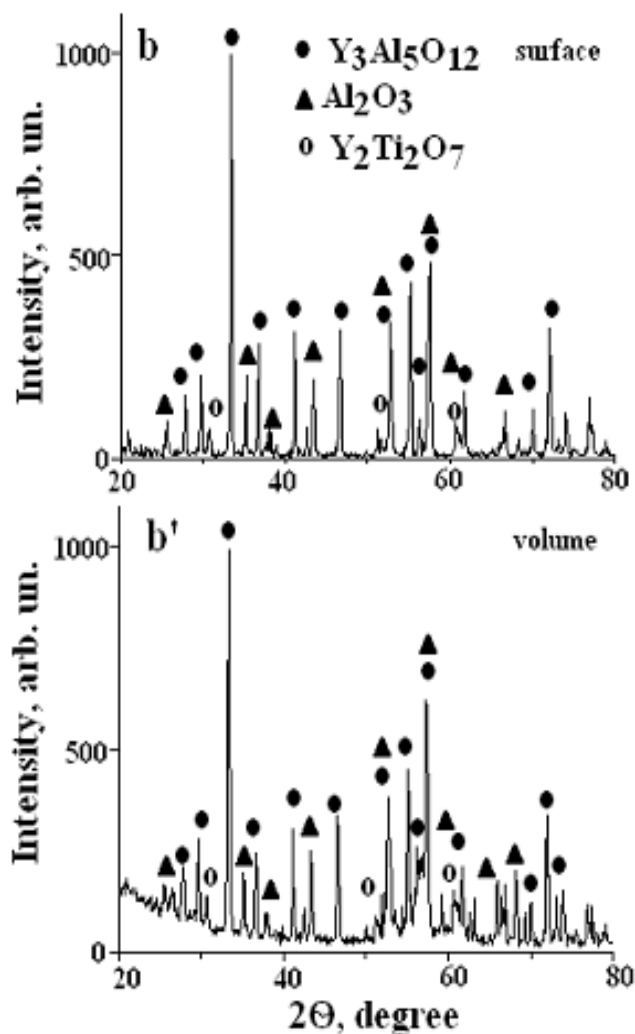 b
● Y₃Al₅O₁₂ surface
▲ Al₂O₃
o Y₂Ti₂O₇
Intensity, arb. un.
1000
500
0
20 40 60 80
b'
volume
Intensity, arb. un.
1000
500
0
20 40 60 80
2Θ, degree